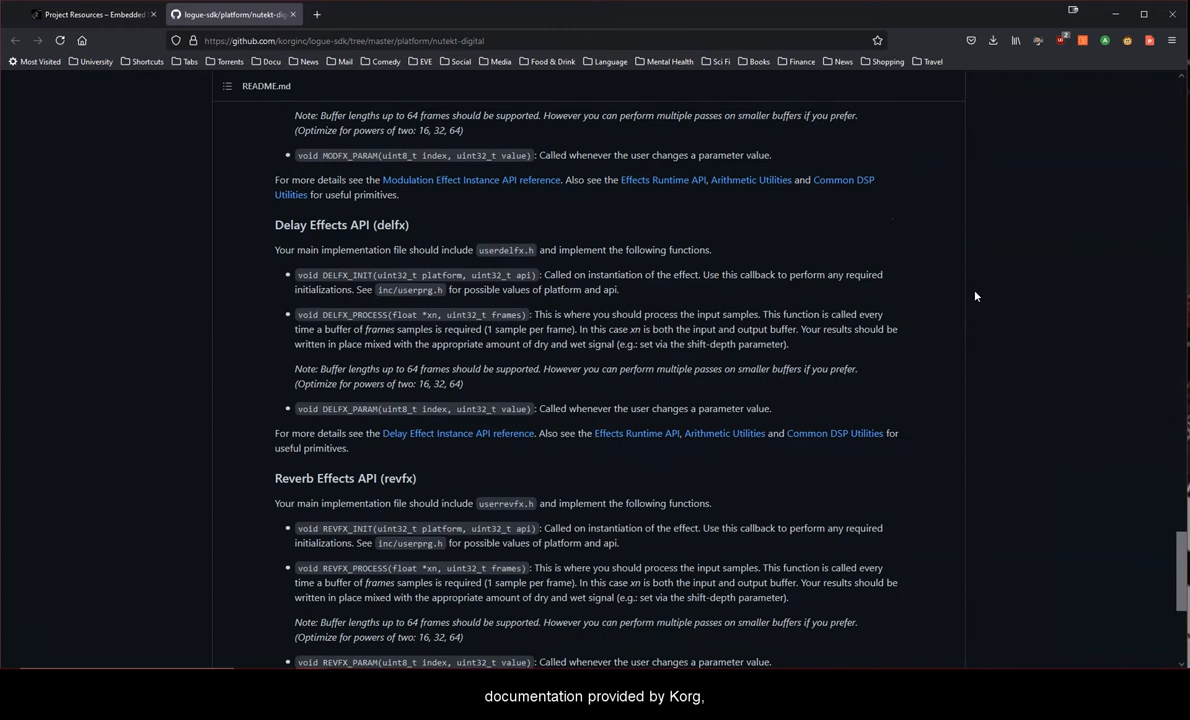 Project Resources – Embedded
logue-sdk/platform/nutekt-dig
https://github.com/korginc/logue-sdk/tree/master/platform/nutekt-digital
2
Most Visited University Shortcuts Tabs Torrents Docu News Mail Comedy EVE Social Media Food & Drink Language Mental Health Sci Fi Books Finance News Shopping Travel
README.md
Note: Buffer lengths up to 64 frames should be supported. However you can perform multiple passes on smaller buffers if you prefer.
(Optimize for powers of two: 16, 32, 64)
• void MODFX_PARAM(uint8_t index, uint32_t value): Called whenever the user changes a parameter value.
For more details see the Modulation Effect Instance API reference. Also see the Effects Runtime API, Arithmetic Utilities and Common DSP
Utilities for useful primitives.
Delay Effects API (delfx)
Your main implementation file should include userdelfx.h and implement the following functions.
• void DELFX_INIT(uint32_t platform, uint32_t api): Called on instantiation of the effect. Use this callback to perform any required
initializations. See inc/userprg.h for possible values of platform and api.
• void DELFX_PROCESS(float *xn, uint32_t frames): This is where you should process the input samples. This function is called every
time a buffer of frames samples is required (1 sample per frame). In this case xn is both the input and output buffer. Your results should be
written in place mixed with the appropriate amount of dry and wet signal (e.g.: set via the shift-depth parameter).
Note: Buffer lengths up to 64 frames should be supported. However you can perform multiple passes on smaller buffers if you prefer.
(Optimize for powers of two: 16, 32, 64)
• void DELFX_PARAM(uint8_t index, uint32_t value): Called whenever the user changes a parameter value.
For more details see the Delay Effect Instance API reference. Also see the Effects Runtime API, Arithmetic Utilities and Common DSP Utilities for
useful primitives.
Reverb Effects API (revfx)
Your main implementation file should include userrevfx.h and implement the following functions.
• void REVFX_INIT(uint32_t platform, uint32_t api): Called on instantiation of the effect. Use this callback to perform any required
initializations. See inc/userprg.h for possible values of platform and api.
• void REVFX_PROCESS(float *xn, uint32_t frames): This is where you should process the input samples. This function is called every
time a buffer of frames samples is required (1 sample per frame). In this case xn is both the input and output buffer. Your results should be
written in place mixed with the appropriate amount of dry and wet signal (e.g.: set via the shift-depth parameter).
Note: Buffer lengths up to 64 frames should be supported. However you can perform multiple passes on smaller buffers if you prefer.
(Optimize for powers of two: 16, 32, 64)
• void REVFX_PARAM(uint8_t index, uint32_t value): Called whenever the user changes a parameter value.
documentation provided by Korg,